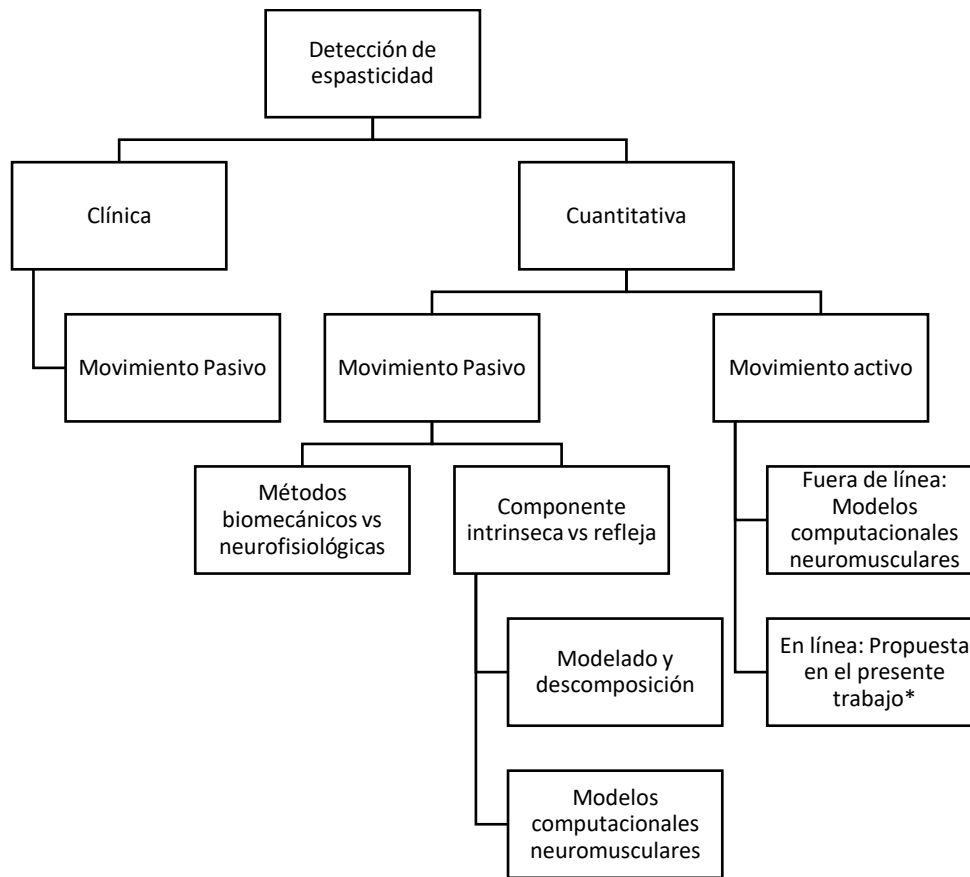 Detección de
espasticidad
Clínica
Cuantitativa
Movimiento Pasivo
Movimiento Pasivo
Movimiento activo
Métodos
biomecánicos vs
neurofisiológicas
Componente
intrinseca vs refleja
Fuera de línea:
Modelos
computacionales
neuromusculares
Modelado y
descomposición
En línea: Propuesta
en el presente
trabajo*
Modelos
computacionales
neuromusculares